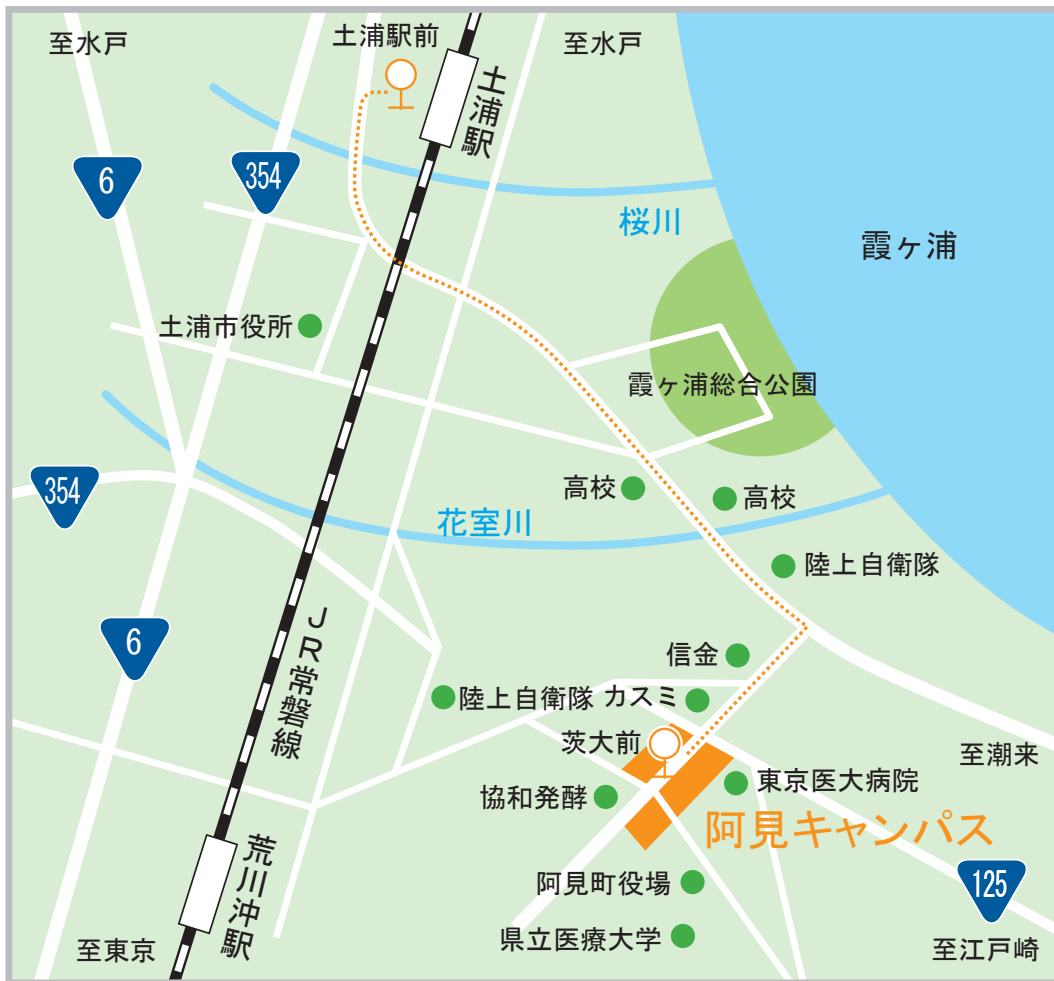 至水戸
土浦駅前
至水戸
土浦駅
6
354
桜川
霞ヶ浦
土浦市役所
霞ヶ浦総合公園
354
高校
高校
花室川
陸上自衛隊
JR常磐線
6
信金
陸上自衛隊
カスミ
茨大前
至潮来
協和発酵
東京医大病院
阿見キャンパス
荒川沖駅
阿見町役場
125
県立医療大学
至東京
至江戸崎